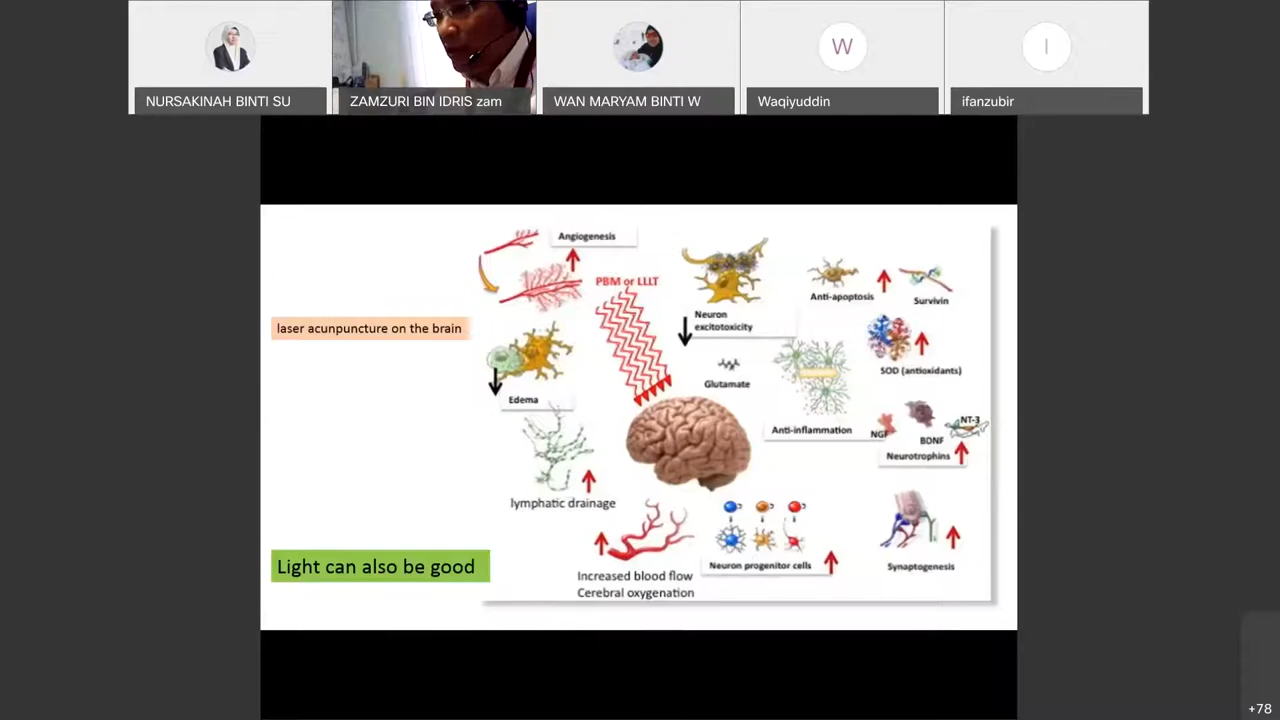 NURSAKINAH BINTI SU
ZAMZURI BIN IDRIS zam
WAN MARYAM BINTI W
W
Waqiyuddin
I
ifanzubir
Angiogenesis
PBM or LLLT
laser acunpuncture on the brain
Neuron
excitotoxicity
Anti-apoptosis
Survivin
Edema
Glutamate
SOD (antioxidants)
Anti-inflammation
NGF
BDNF
NT-3
Neurotrophins
lymphatic drainage
Light can also be good
Increased blood flow
Cerebral oxygenation
Neuron progenitor cells
Synaptogenesis
+78